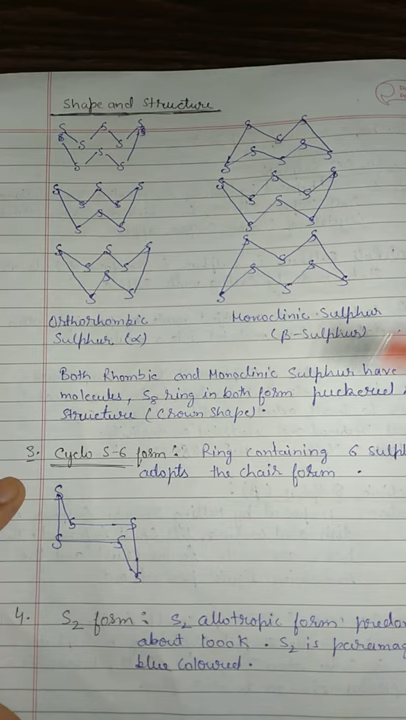 Shape and Structure
S S S S S S S S
S S S S S S S S
S S S S S S S
S S S S S S S
S S S S S S S S
S S S S S S S
Orthorhombic
Sulphur (α)
Monoclinic Sulphur
(β-Sulphur)
Both Rhombic and Monoclinic Sulphur have
molecules, S8 ring in both form puckered
structure (Crown shape).
3. Cyclo S-6 form: Ring containing 6 sulph
adopts the chair form.
S
S S
S S
S
4. S2 form: S2 allotropic form
about 1000K. S2 is paramag
blue coloured.